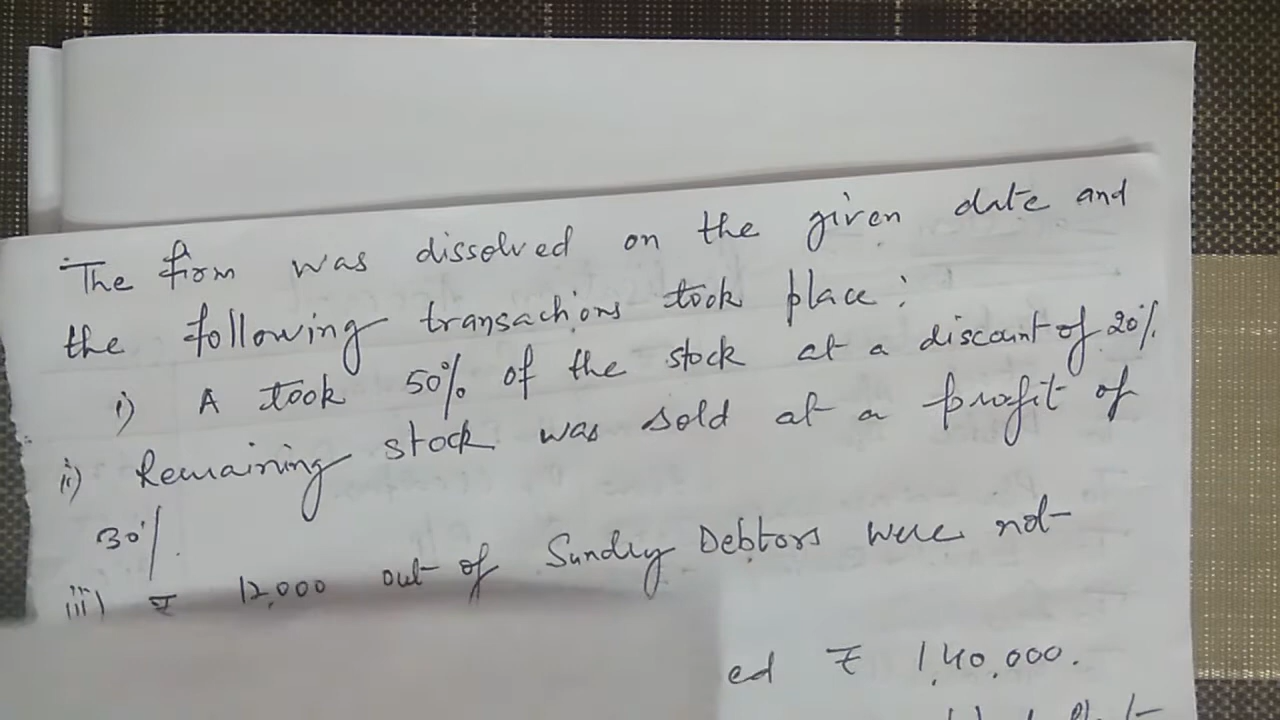 The firm was dissolved on the given date and
the following transactions took place:
i) A took 50% of the stock at a discount of 20%.
ii) Remaining stock was sold at a profit of
30%.
iii) ₹ 12,000 out of Sundry Debtors were not
ed ₹ 1,40,000.